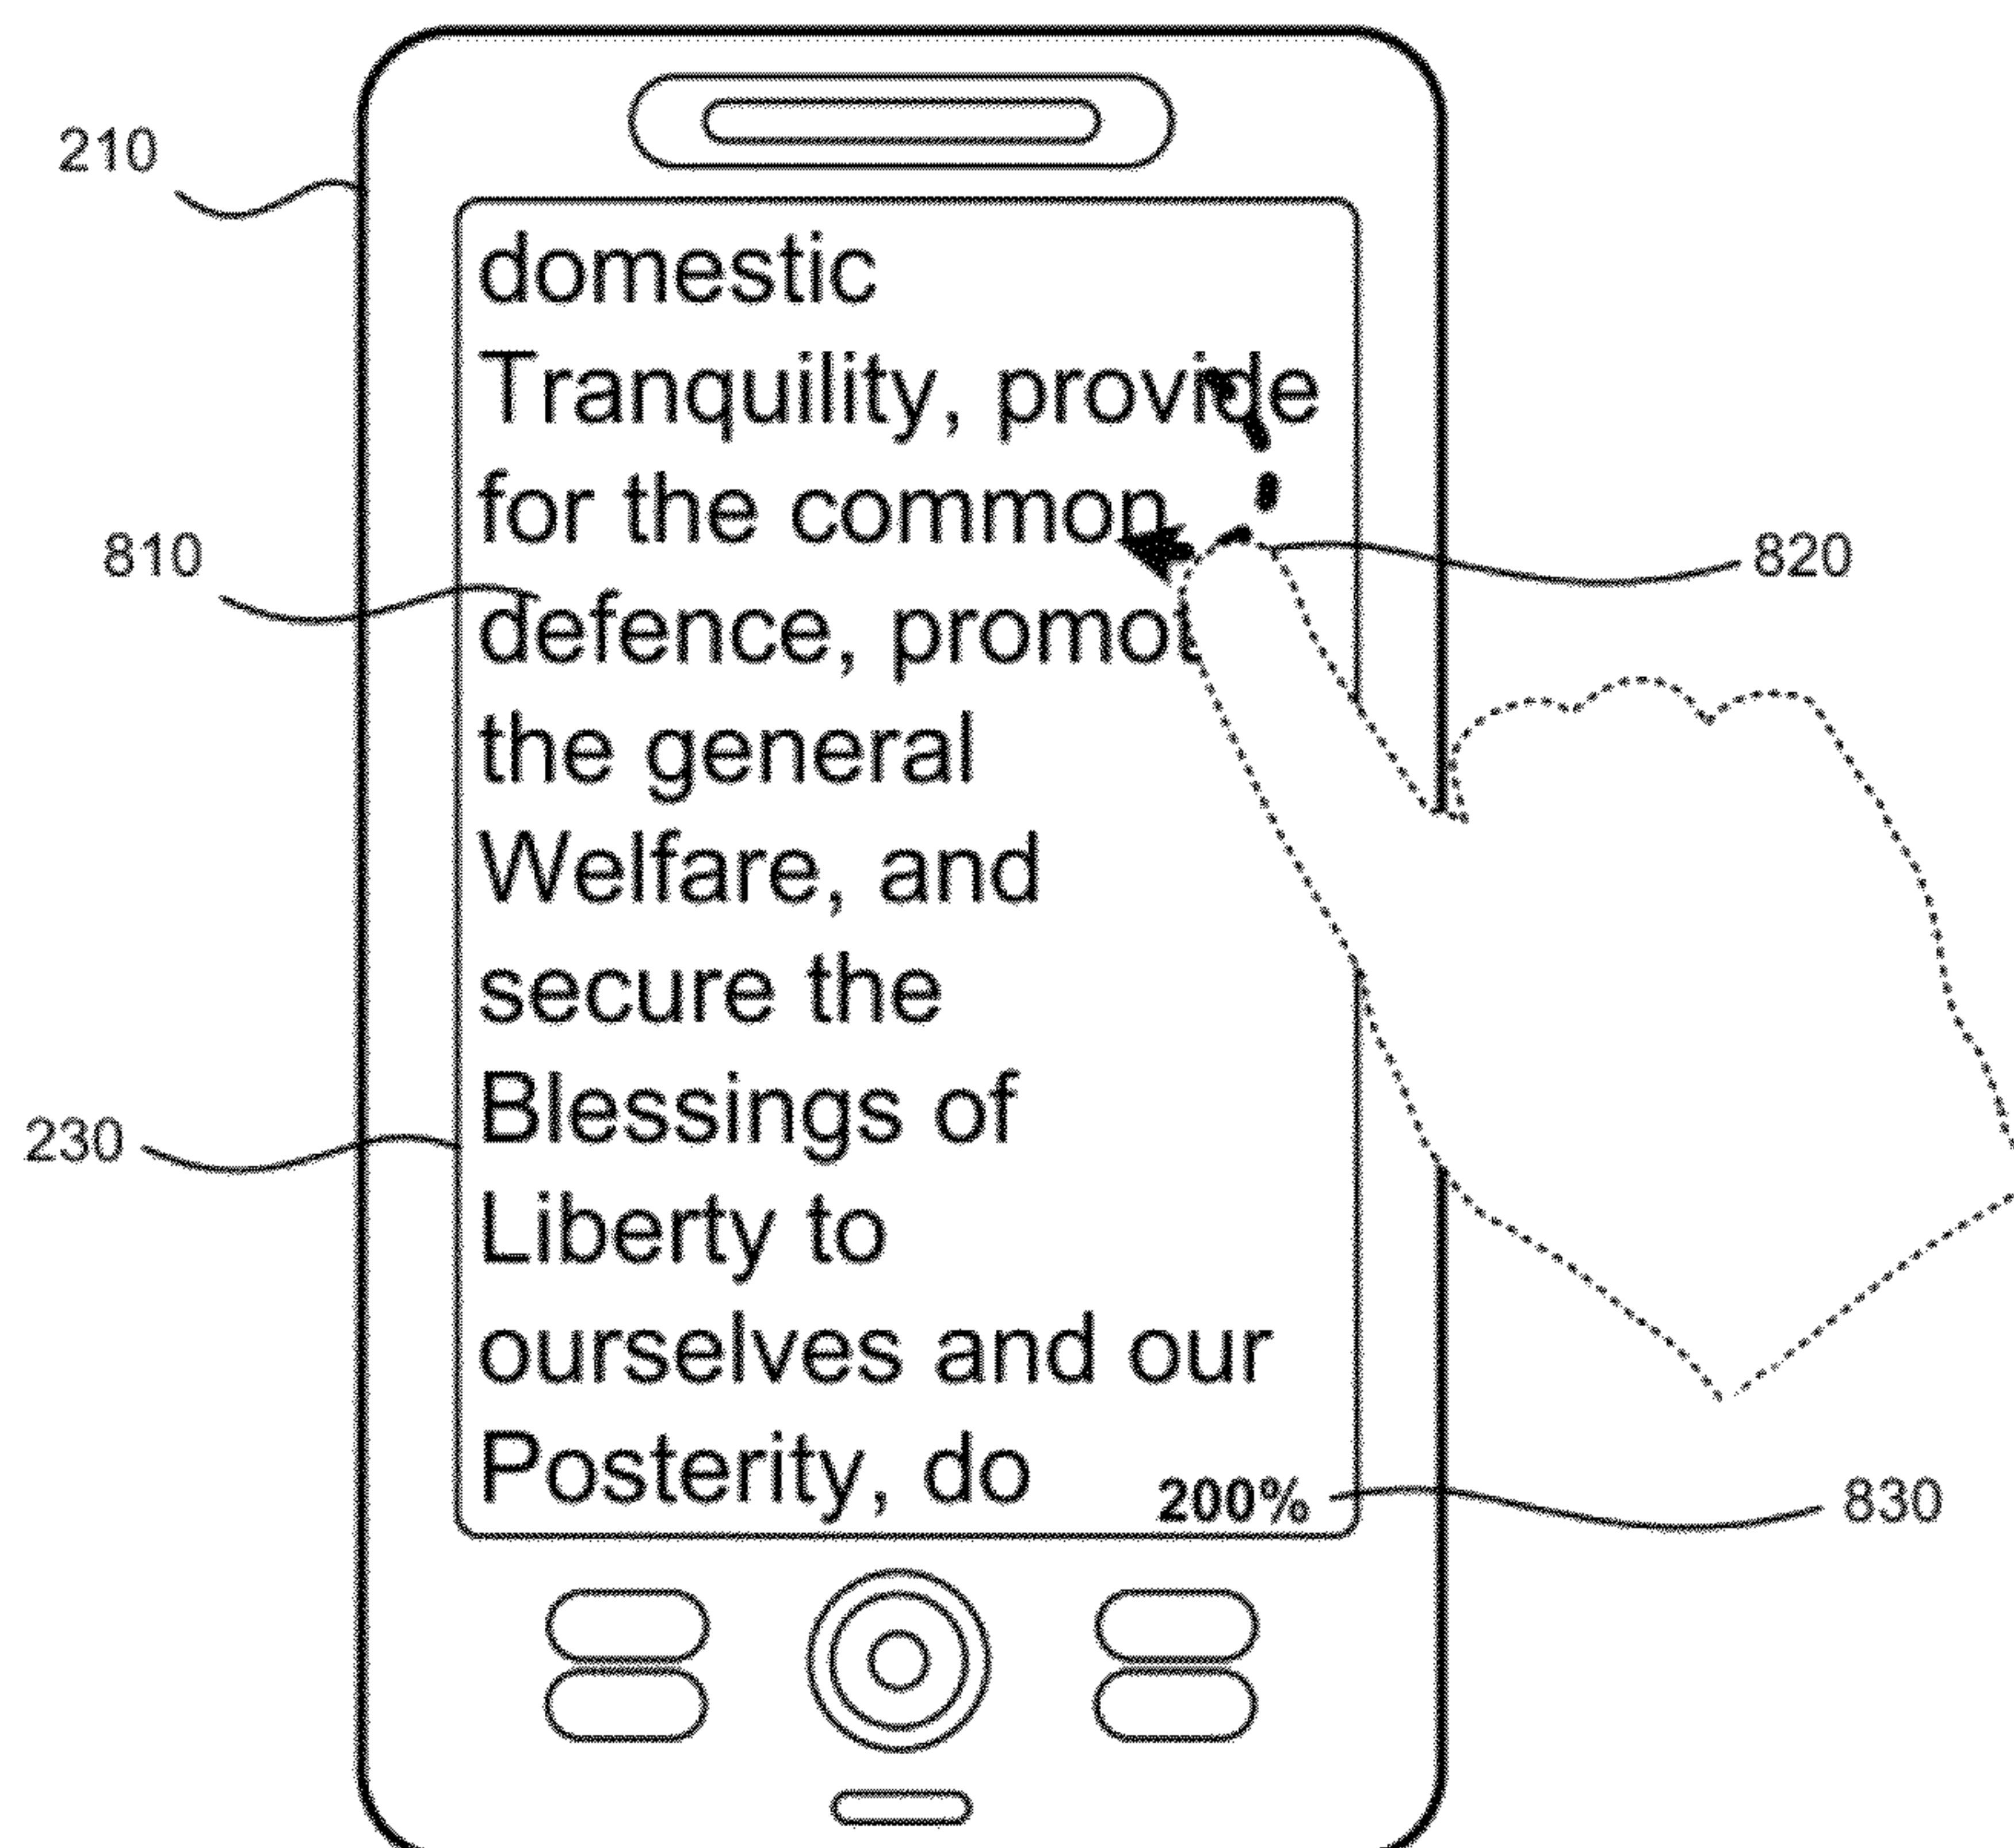 210
domestic
Tranquility, provide
for the common
810
820
defence, promot
the general
Welfare, and
secure the
Blessings of
230
Liberty to
ourselves and our
Posterity, do
200%
830